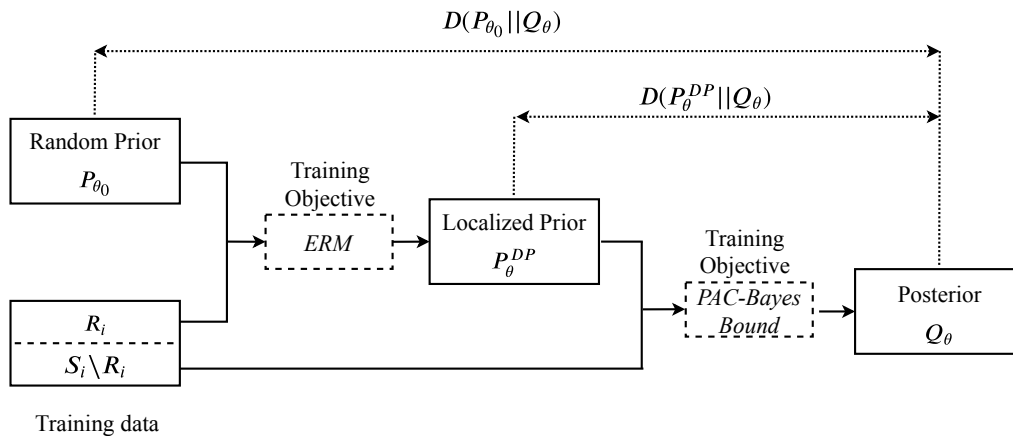 D(P_{θ_0}||Q_θ)
D(P_θ^{DP}||Q_θ)
Random Prior
P_{θ_0}
Training
Objective
ERM
Localized Prior
P_θ^{DP}
Training
Objective
PAC-Bayes
Bound
Posterior
Q_θ
R_i
S_i\R_i
Training data